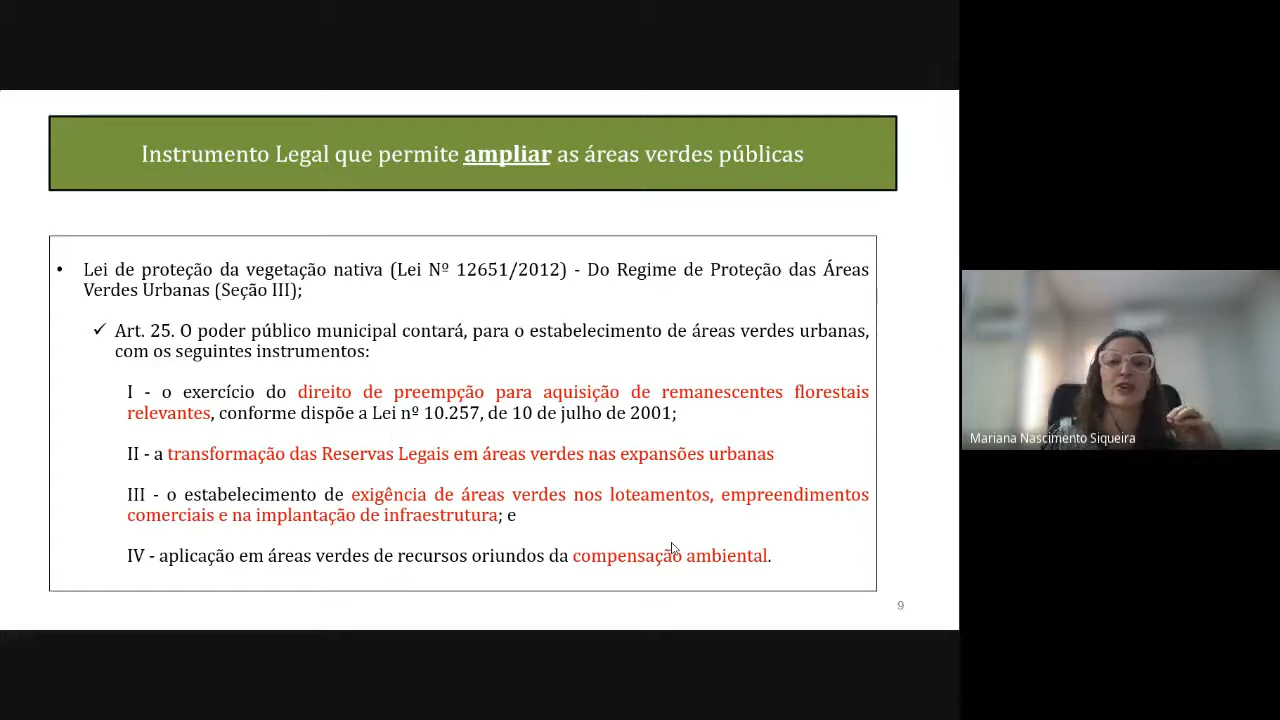 Instrumento Legal que permite ampliar as áreas verdes públicas
• Lei de proteção da vegetação nativa (Lei Nº 12651/2012) - Do Regime de Proteção das Áreas
Verdes Urbanas (Seção III);
✓ Art. 25. O poder público municipal contará, para o estabelecimento de áreas verdes urbanas,
com os seguintes instrumentos:
I - o exercício do direito de preempção para aquisição de remanescentes florestais
relevantes, conforme dispõe a Lei nº 10.257, de 10 de julho de 2001;
II - a transformação das Reservas Legais em áreas verdes nas expansões urbanas
III - o estabelecimento de exigência de áreas verdes nos loteamentos, empreendimentos
comerciais e na implantação de infraestrutura; e
IV - aplicação em áreas verdes de recursos oriundos da compensação ambiental.
9
Mariana Nascimento Siqueira